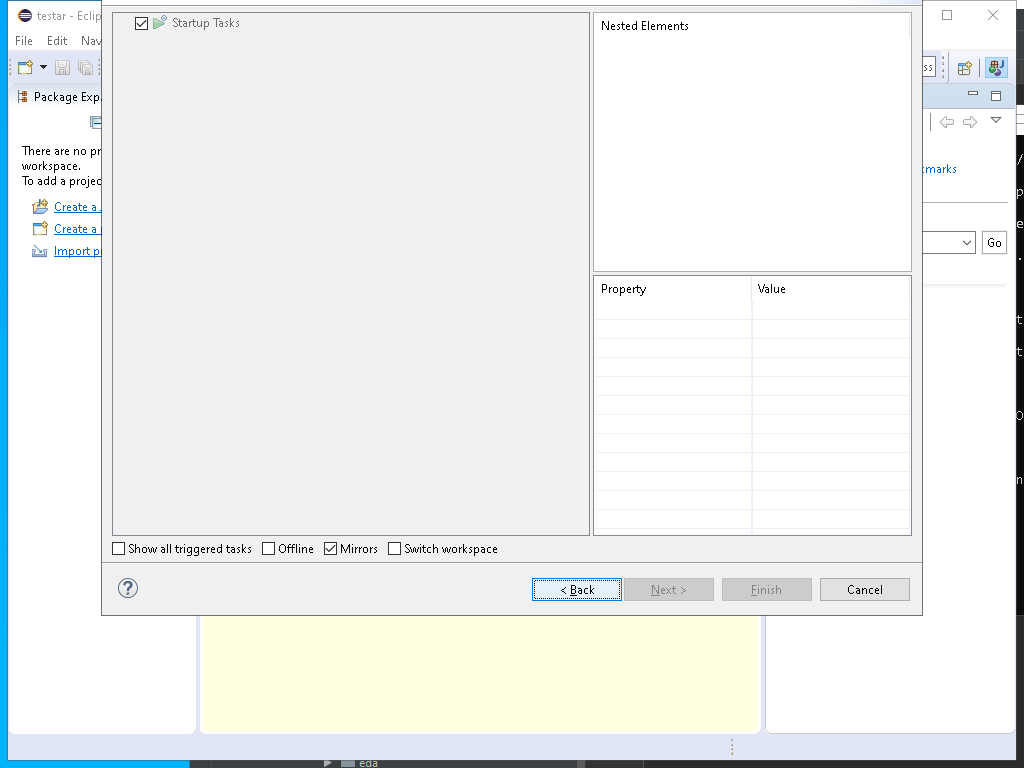 testar - Eclip
File Edit Nav
Package Exp
There are no pr
workspace.
To add a projec
Create a
Create a
Import p
Startup Tasks
Nested Elements
Property Value
Show all triggered tasks Offline Mirrors Switch workspace
? < Back Next > Finish Cancel
ss
kmarks
Go
eda